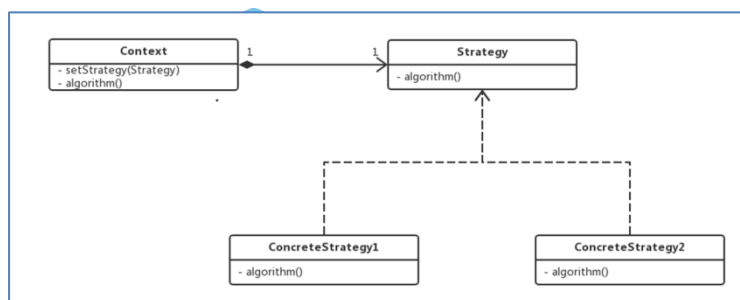 Context
- setStrategy(Strategy)
- algorithm()
1
1
Strategy
- algorithm()
ConcreteStrategy1
- algorithm()
ConcreteStrategy2
- algorithm()